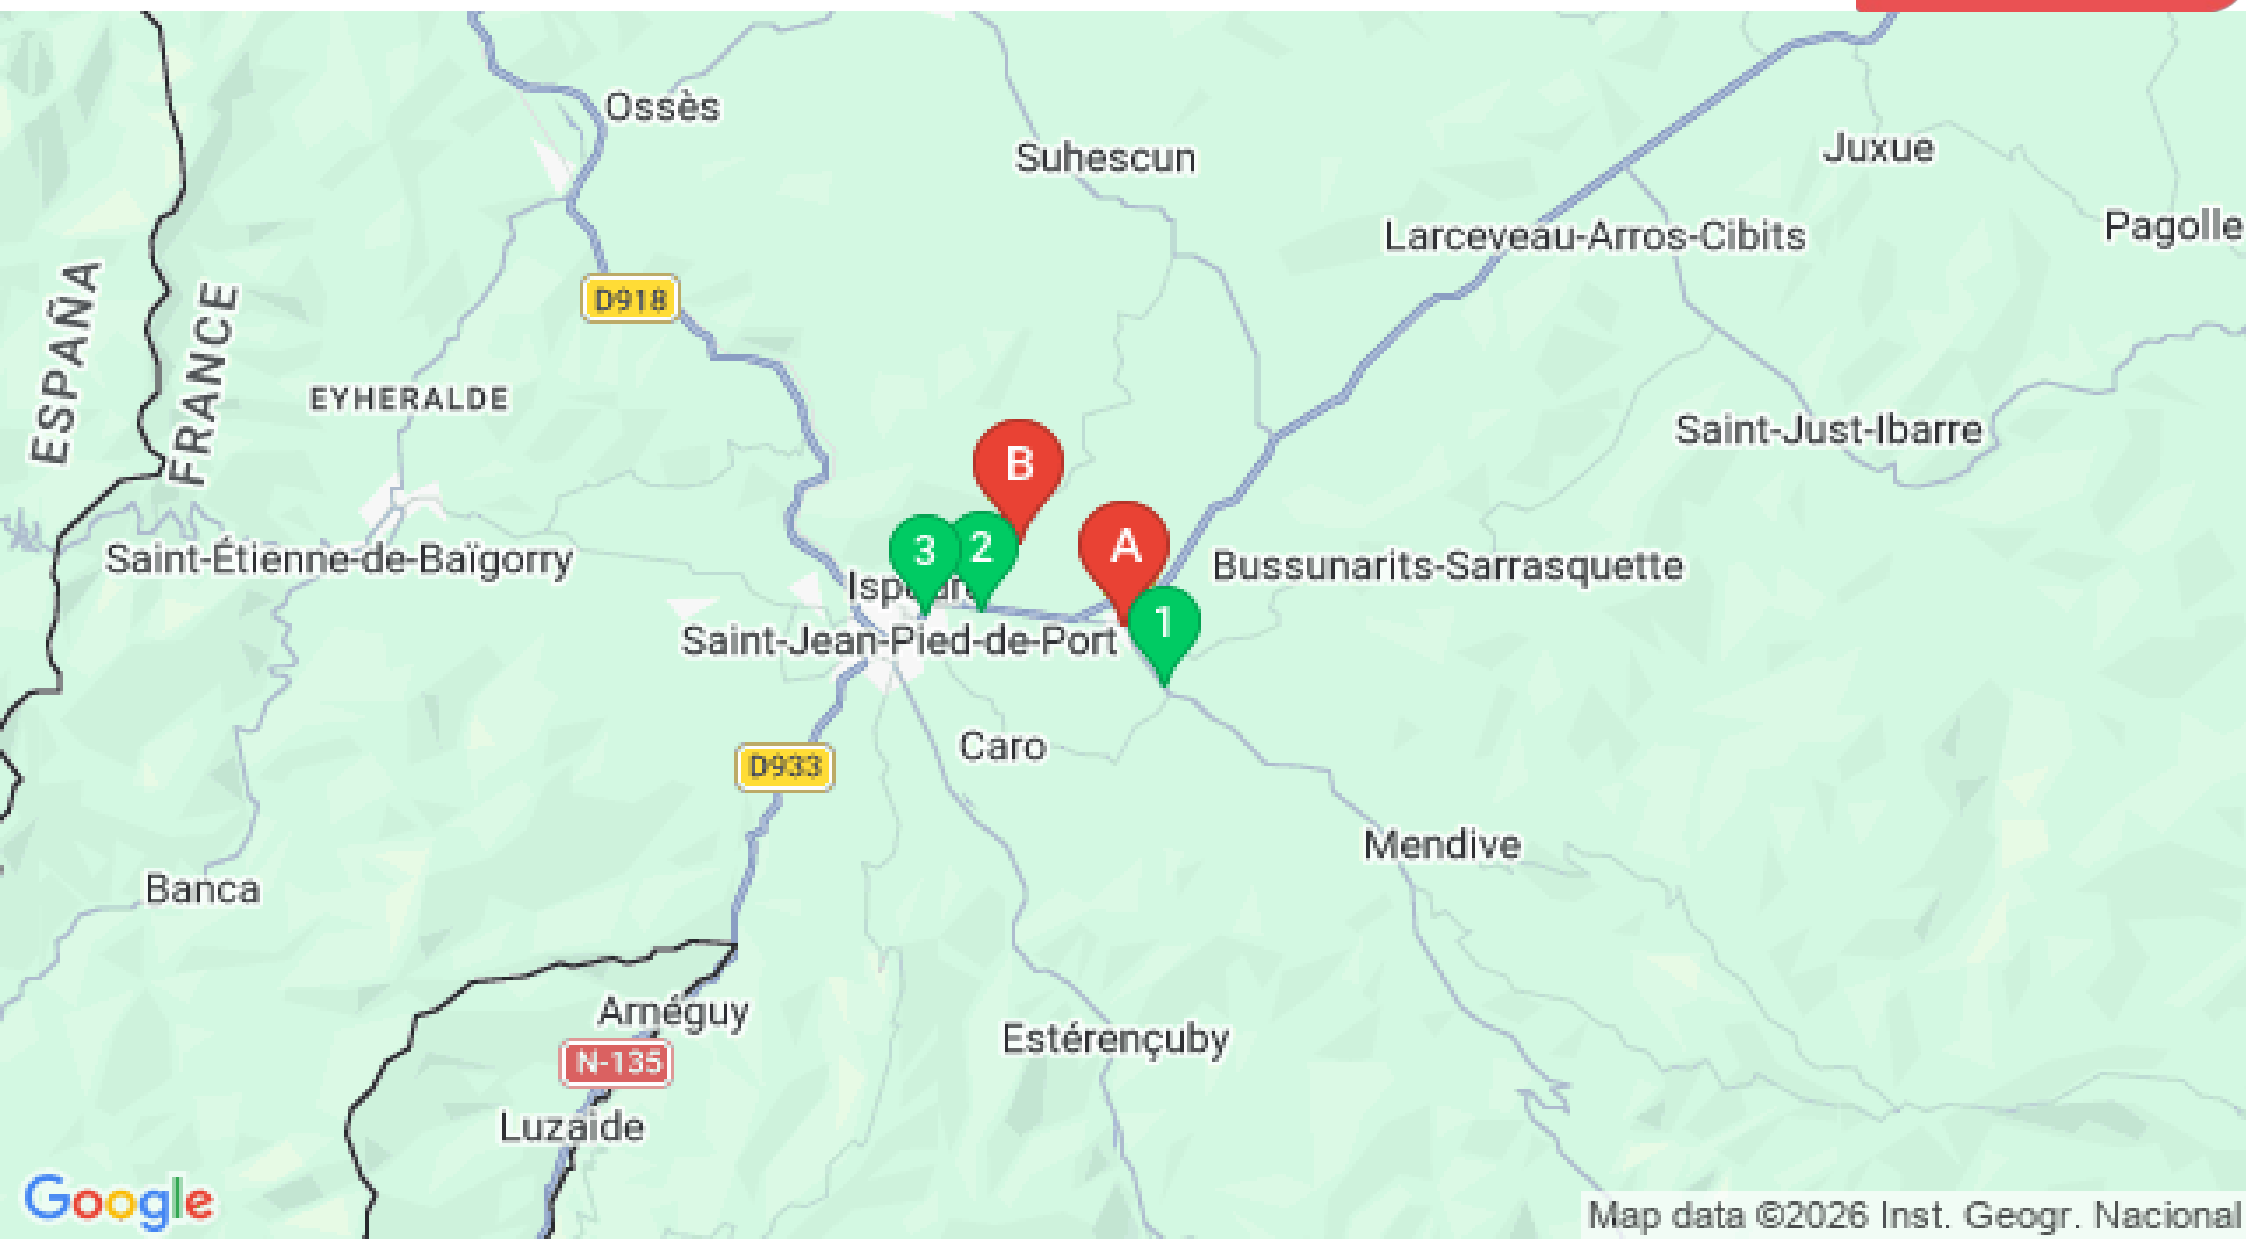 Ossès
Suhescun
Juxue
Pagolle
Larceveau-Arros-Cibits
ESPAÑA
FRANCE
D918
EYHERALDE
Saint-Just-Ibarre
B
A
3
2
1
Saint-Étienne-de-Baïgorry
Bussunarits-Sarrasquette
Saint-Jean-Pied-de-Port
Caro
D933
Mendive
Banca
Arnéguy
Estérençuby
N-135
Luzaide
Google
Map data ©2026 Inst. Geogr. Nacional